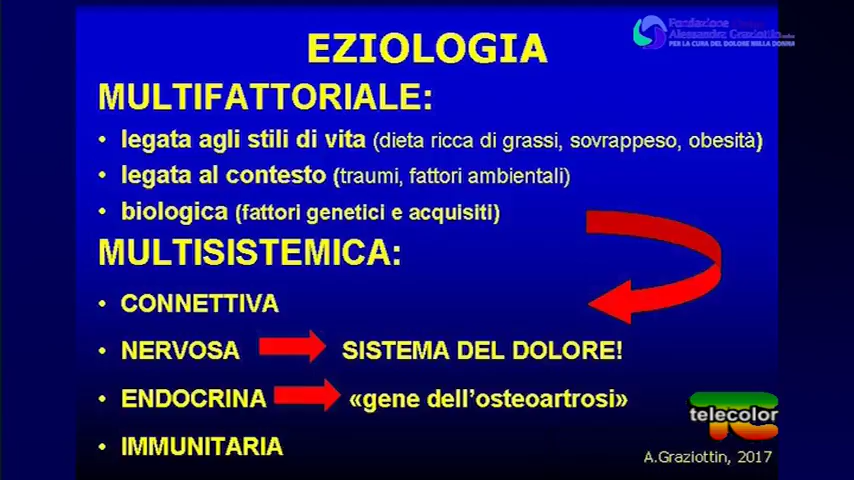 Fondazione
Alessandra Graziottin
PER LA CURA DEL DOLORE NELLA DONNA
EZIOLOGIA
MULTIFATTORIALE:
• legata agli stili di vita (dieta ricca di grassi, sovrappeso, obesità)
• legata al contesto (traumi, fattori ambientali)
• biologica (fattori genetici e acquisiti)
MULTISISTEMICA:
• CONNETTIVA
• NERVOSA SISTEMA DEL DOLORE!
• ENDOCRINA «gene dell’osteoartrosi»
• IMMUNITARIA
telecolor
A.Graziottin, 2017